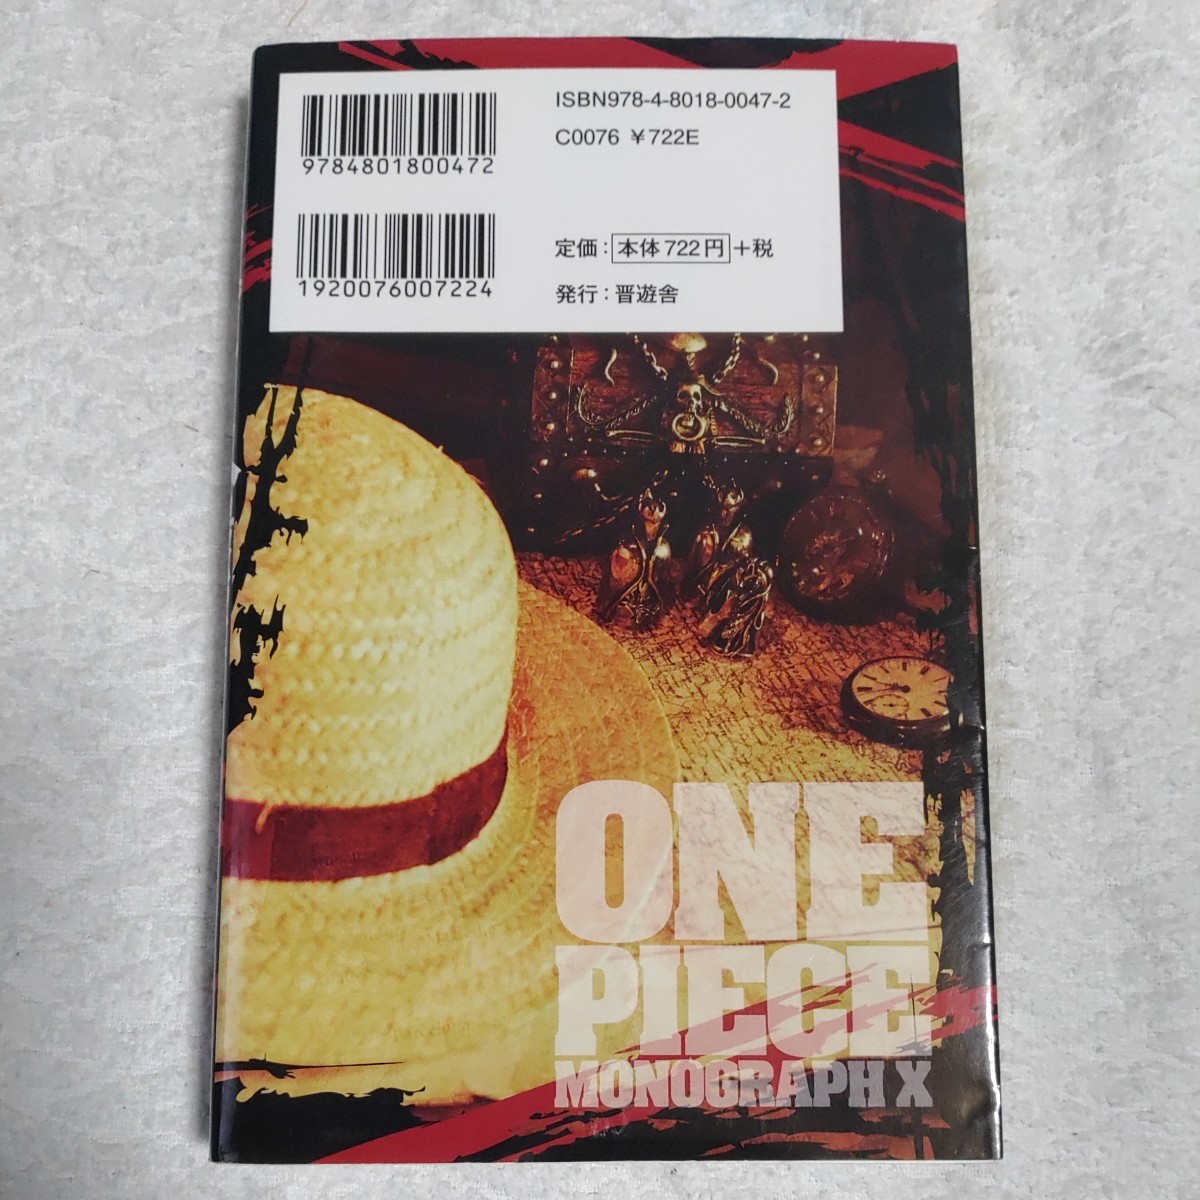 ISBN978-4-8018-0047-2
C0076 ¥722E
9784801800472
定価：本体722円＋税
1920076007224
発行：晋遊舎
ONE
PIECE
MONOGRAPH X